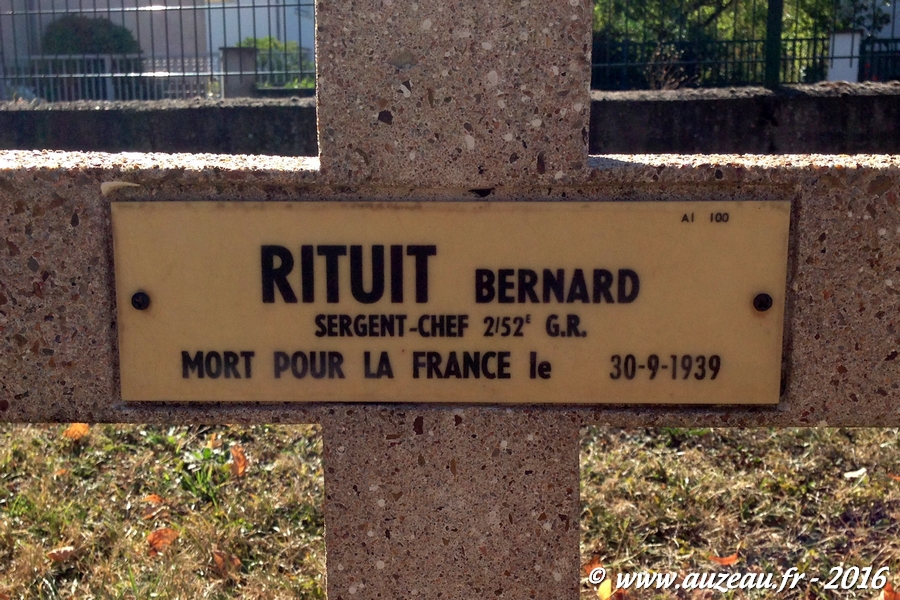 A1 100
RITUIT BERNARD
SERGENT-CHEF 2/52E G.R.
MORT POUR LA FRANCE le 30-9-1939
© www.auzeau.fr - 2016